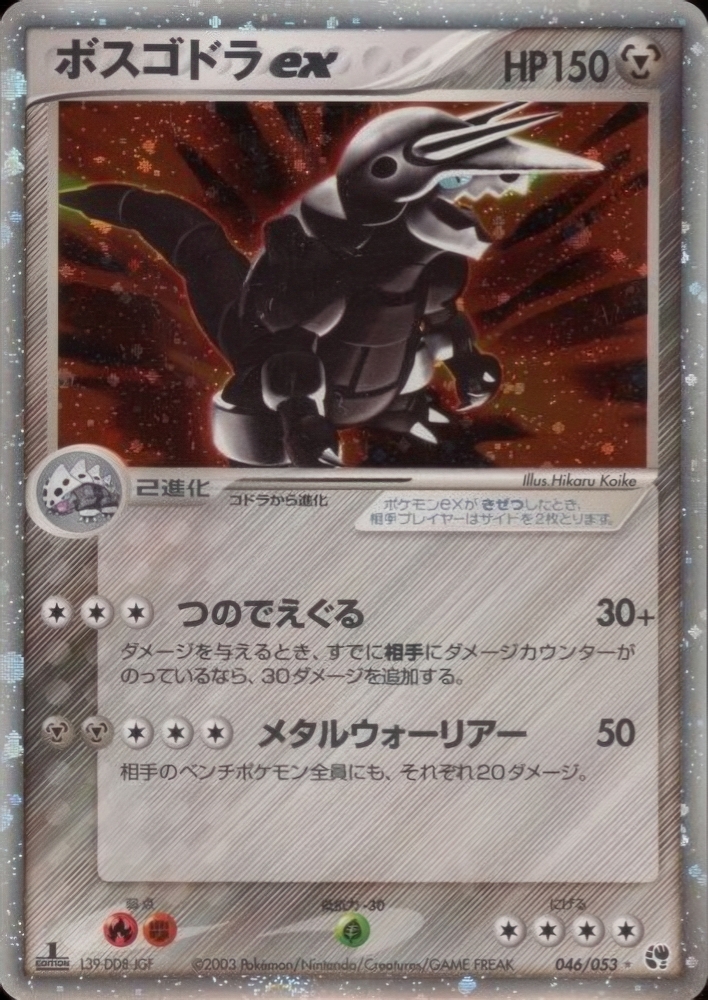 ボスゴドラex HP150
Illus.Hikaru Koike
2進化 コドラから進化
ポケモンexが きぜつしたとき、
相手プレイヤーはサイドを2枚とります。
つのでえぐる 30+
ダメージを与えるとき、すでに相手にダメージカウンターが
のっているなら、30ダメージを追加する。
メタルウォーリアー 50
相手のベンチポケモン全員にも、それぞれ20ダメージ。
弱点 抵抗力-30 にげる
1 EDITION L39-DD8-JGF ©2003 Pokémon/Nintendo/Creatures/GAME FREAK 046/053